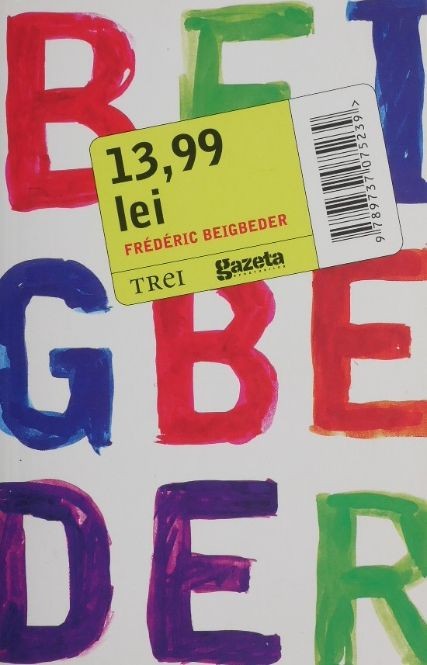 BEI
13,99
lei
FRÉDÉRIC BEIGBEDER
TREI
gazeta
9789737075239>
GBE
DER